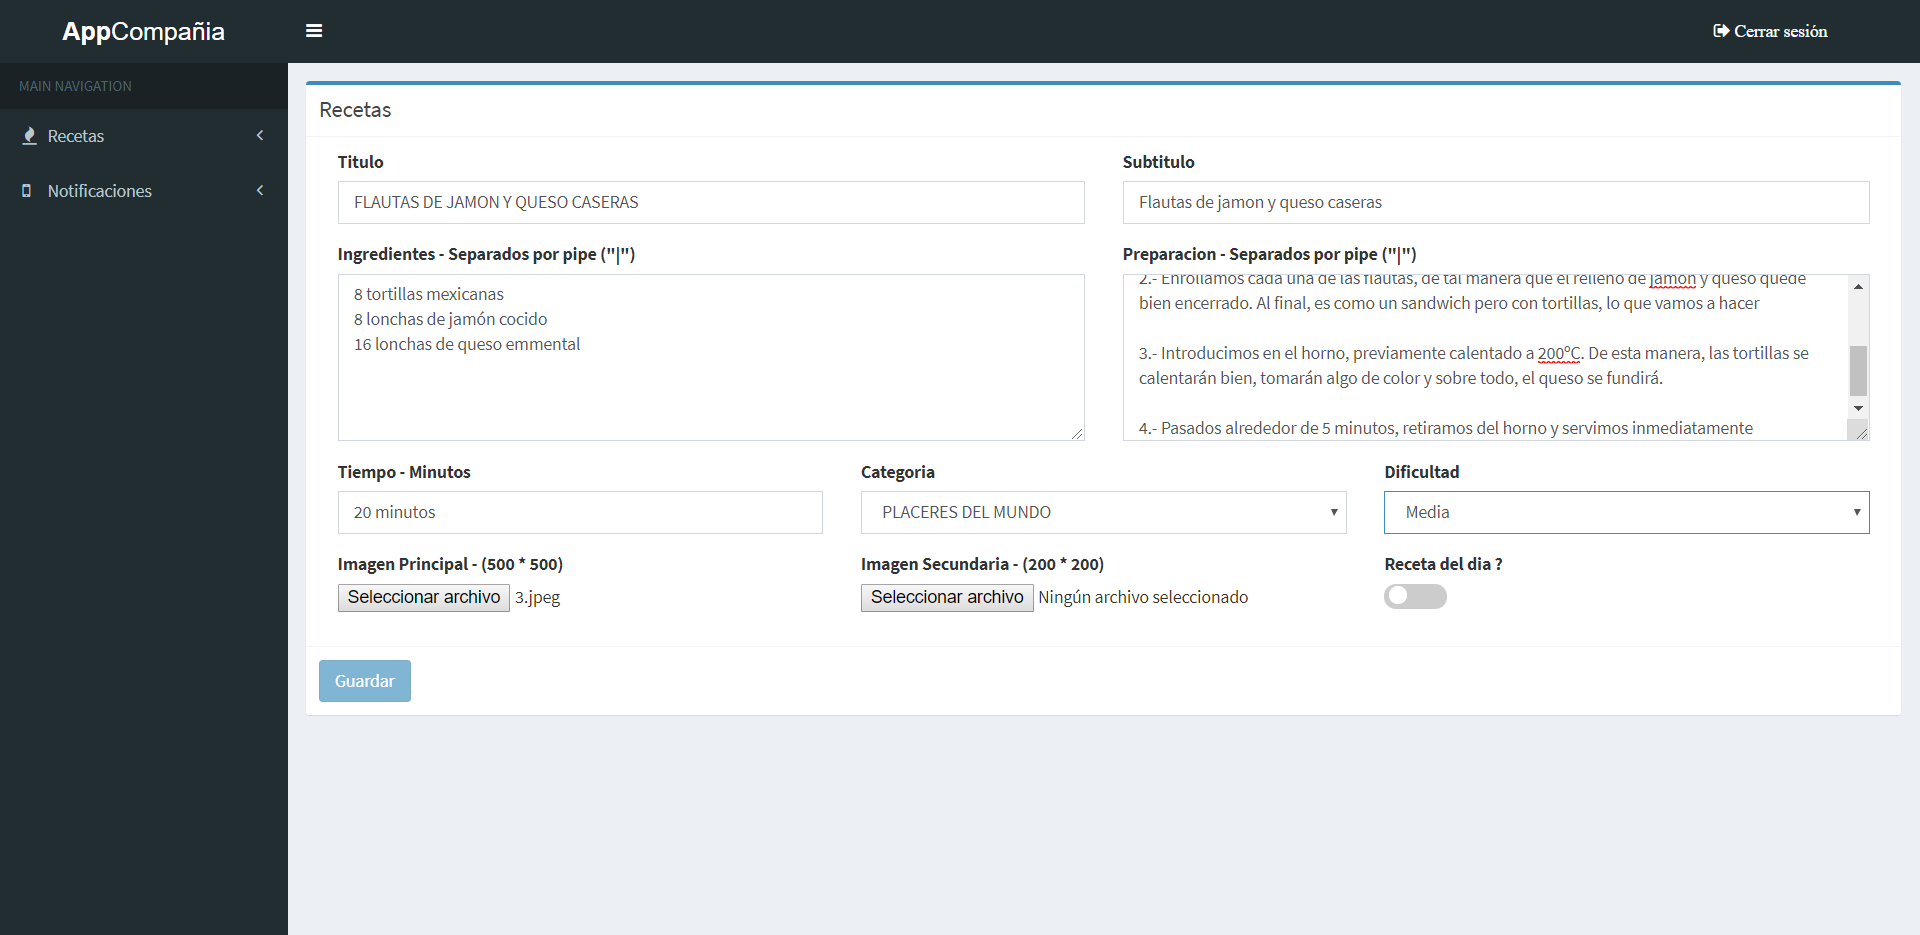 AppCompañia
Cerrar sesión
MAIN NAVIGATION
Recetas
Notificaciones
Recetas
Titulo
FLAUTAS DE JAMON Y QUESO CASERAS
Subtitulo
Flautas de jamon y queso caseras
Ingredientes - Separados por pipe ("|")
8 tortillas mexicanas
8 lonchas de jamón cocido
16 lonchas de queso emmental
Preparacion - Separados por pipe ("|")
2.- Enrollamos cada una de las flautas, de tal manera que el relleno de jamon y queso quede
bien encerrado. Al final, es como un sandwich pero con tortillas, lo que vamos a hacer
3.- Introducimos en el horno, previamente calentado a 200ºC. De esta manera, las tortillas se
calentarán bien, tomarán algo de color y sobre todo, el queso se fundirá.
4.- Pasados alrededor de 5 minutos, retiramos del horno y servimos inmediatamente
Tiempo - Minutos
20 minutos
Categoria
PLACERES DEL MUNDO
Dificultad
Media
Imagen Principal - (500 * 500)
Seleccionar archivo 3.jpeg
Imagen Secundaria - (200 * 200)
Seleccionar archivo Ningún archivo seleccionado
Receta del dia ?
Guardar